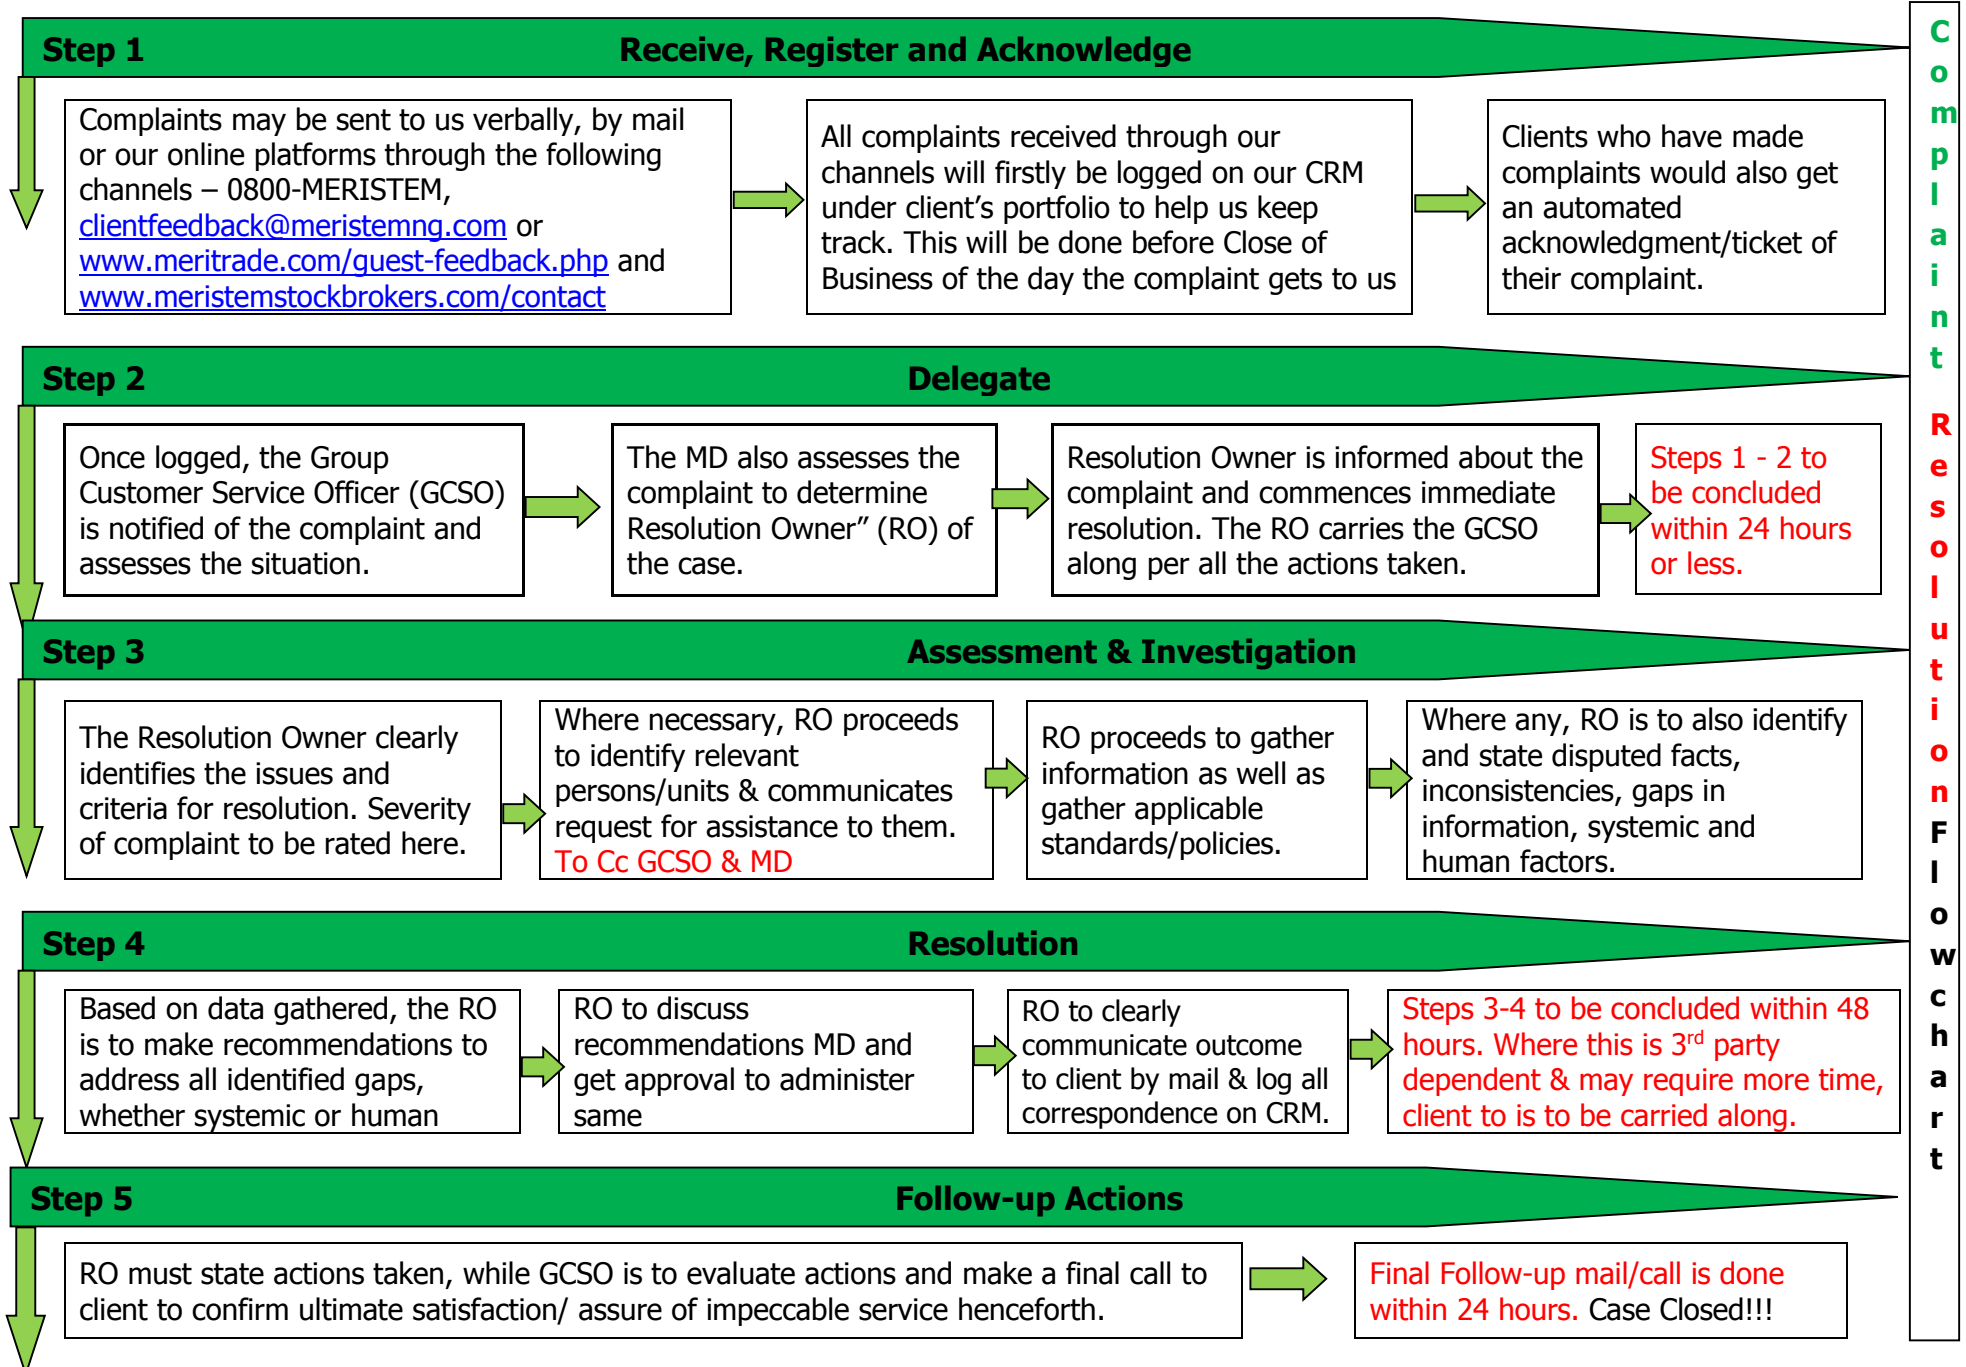 Step 1 Receive, Register and Acknowledge
Complaints may be sent to us verbally, by mail
or our online platforms through the following
channels – 0800-MERISTEM,
clientfeedback@meristemng.com or
www.meritrade.com/guest-feedback.php and
www.meristemstockbrokers.com/contact
All complaints received through our
channels will firstly be logged on our CRM
under client’s portfolio to help us keep
track. This will be done before Close of
Business of the day the complaint gets to us
Clients who have made
complaints would also get
an automated
acknowledgment/ticket of
their complaint.
Step 2 Delegate
Once logged, the Group
Customer Service Officer (GCSO)
is notified of the complaint and
assesses the situation.
The MD also assesses the
complaint to determine
Resolution Owner” (RO) of
the case.
Resolution Owner is informed about the
complaint and commences immediate
resolution. The RO carries the GCSO
along per all the actions taken.
Steps 1 - 2 to
be concluded
within 24 hours
or less.
Step 3 Assessment & Investigation
The Resolution Owner clearly
identifies the issues and
criteria for resolution. Severity
of complaint to be rated here.
Where necessary, RO proceeds
to identify relevant
persons/units & communicates
request for assistance to them.
To Cc GCSO & MD
RO proceeds to gather
information as well as
gather applicable
standards/policies.
Where any, RO is to also identify
and state disputed facts,
inconsistencies, gaps in
information, systemic and
human factors.
Step 4 Resolution
Based on data gathered, the RO
is to make recommendations to
address all identified gaps,
whether systemic or human
RO to discuss
recommendations MD and
get approval to administer
same
RO to clearly
communicate outcome
to client by mail & log all
correspondence on CRM.
Steps 3-4 to be concluded within 48
hours. Where this is 3rd party
dependent & may require more time,
client to is to be carried along.
Step 5 Follow-up Actions
RO must state actions taken, while GCSO is to evaluate actions and make a final call to
client to confirm ultimate satisfaction/ assure of impeccable service henceforth.
Final Follow-up mail/call is done
within 24 hours. Case Closed!!!
Complaint Resolution Flowchart